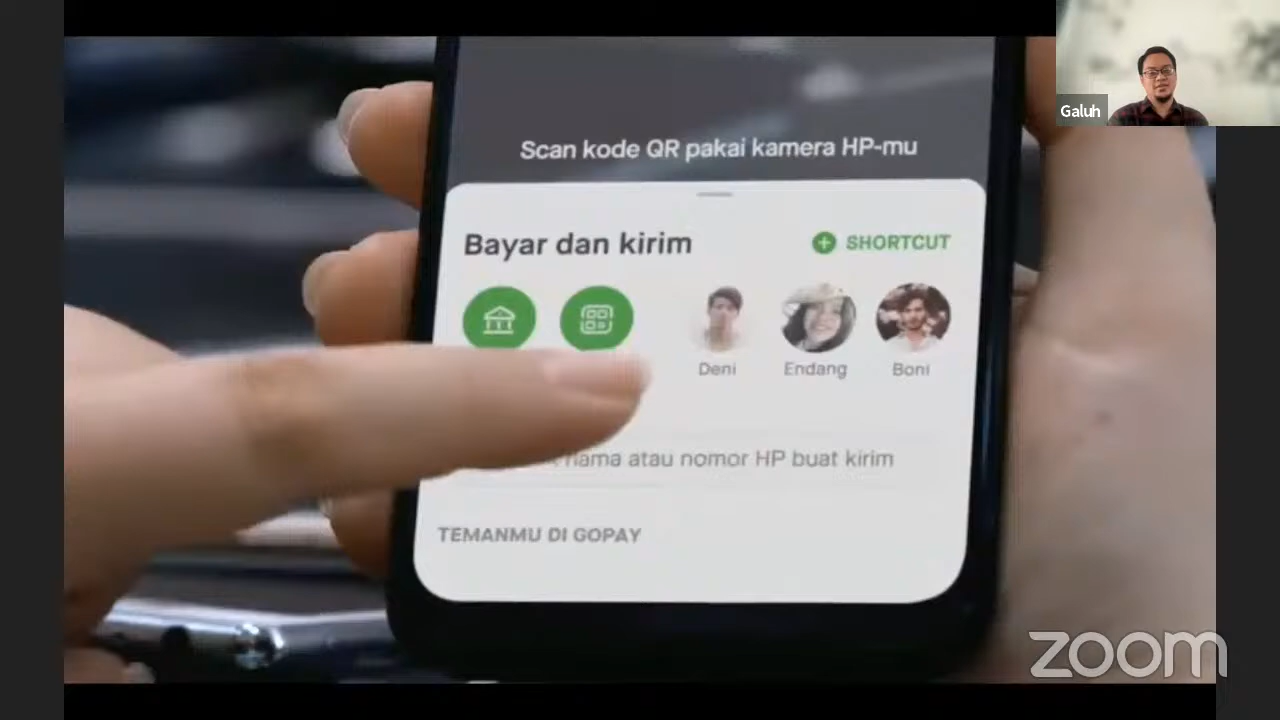 Galuh
Scan kode QR pakai kamera HP-mu
Bayar dan kirim
SHORTCUT
Deni
Endang
Boni
nama atau nomor HP buat kirim
TEMANMU DI GOPAY
zoom